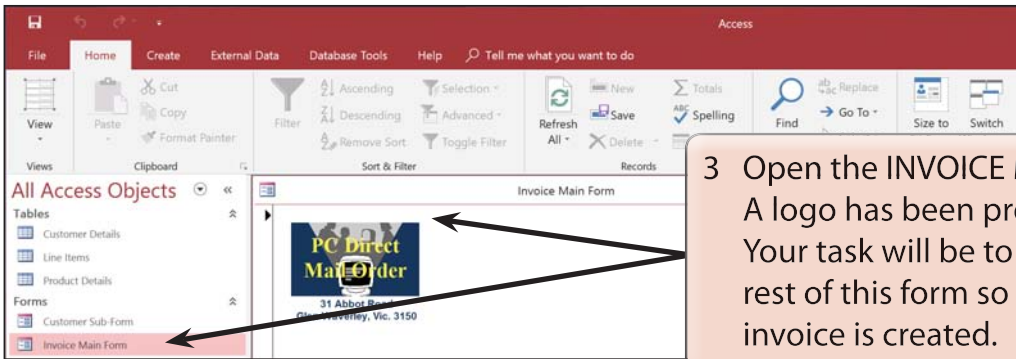 Access
File Home Create External Data Database Tools Help Tell me what you want to do
View Paste Cut Copy Format Painter Filter Ascending Descending Remove Sort Selection Advanced Toggle Filter Refresh All New Save Delete Totals Spelling Find Replace Go To Size to Switch
Views Clipboard Sort & Filter Records
All Access Objects
Tables
Customer Details
Line Items
Product Details
Forms
Customer Sub-Form
Invoice Main Form
Invoice Main Form
PC Direct
Mail Order
31 Abbot
Glen Waverley, Vic. 3150
3 Open the INVOICE
A logo has been
Your task will be to
rest of this form so
invoice is created.